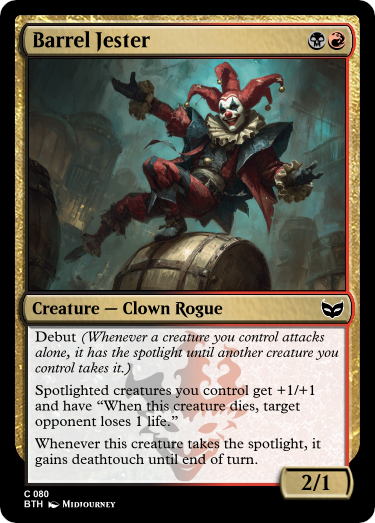 Barrel Jester
Creature — Clown Rogue
Debut (Whenever a creature you control attacks
alone, it has the spotlight until another creature you
control takes it.)
Spotlighted creatures you control get +1/+1
and have “When this creature dies, target
opponent loses 1 life.”
Whenever this creature takes the spotlight, it
gains deathtouch until end of turn.
2/1
C 080
BTH Midjourney